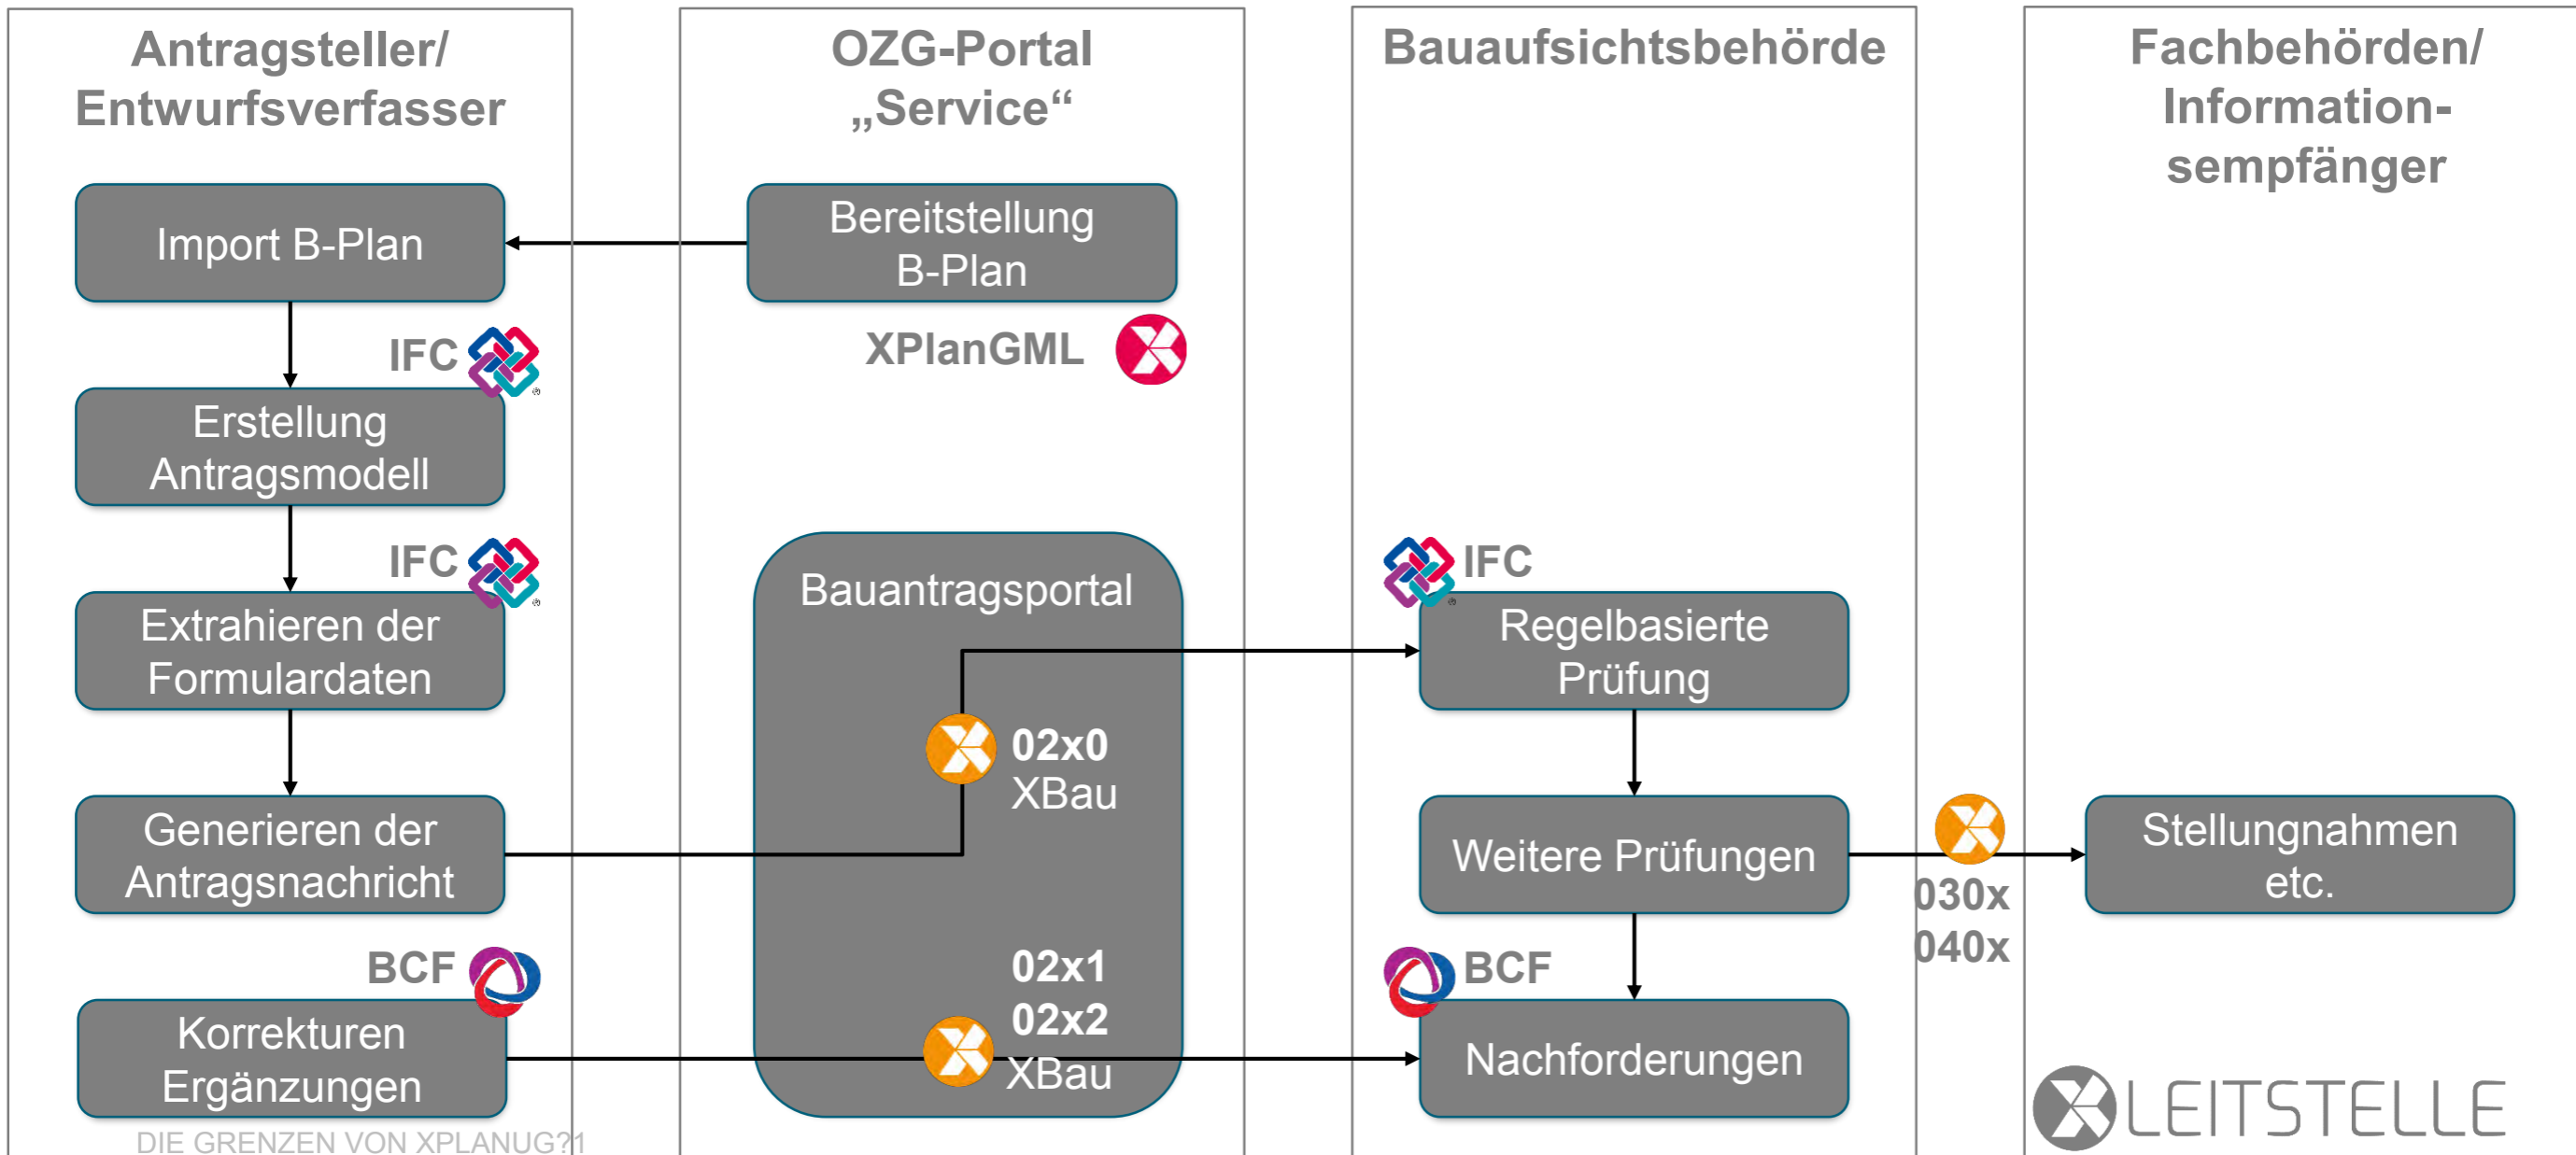 Antragsteller/
Entwurfsverfasser
OZG-Portal
„Service“
Bauaufsichtsbehörde
Fachbehörden/
Information-
sempfänger
Import B-Plan
Bereitstellung
B-Plan
XPlanGML
IFC
Erstellung
Antragsmodell
IFC
Extrahieren der
Formulardaten
Bauantragsportal
IFC
Regelbasierte
Prüfung
02x0
XBau
Generieren der
Antragsnachricht
Weitere Prüfungen
030x
040x
Stellungnahmen
etc.
BCF
Korrekturen
Ergänzungen
02x1
02x2
XBau
BCF
Nachforderungen
DIE GRENZEN VON XPLANUG?1
LEITSTELLE